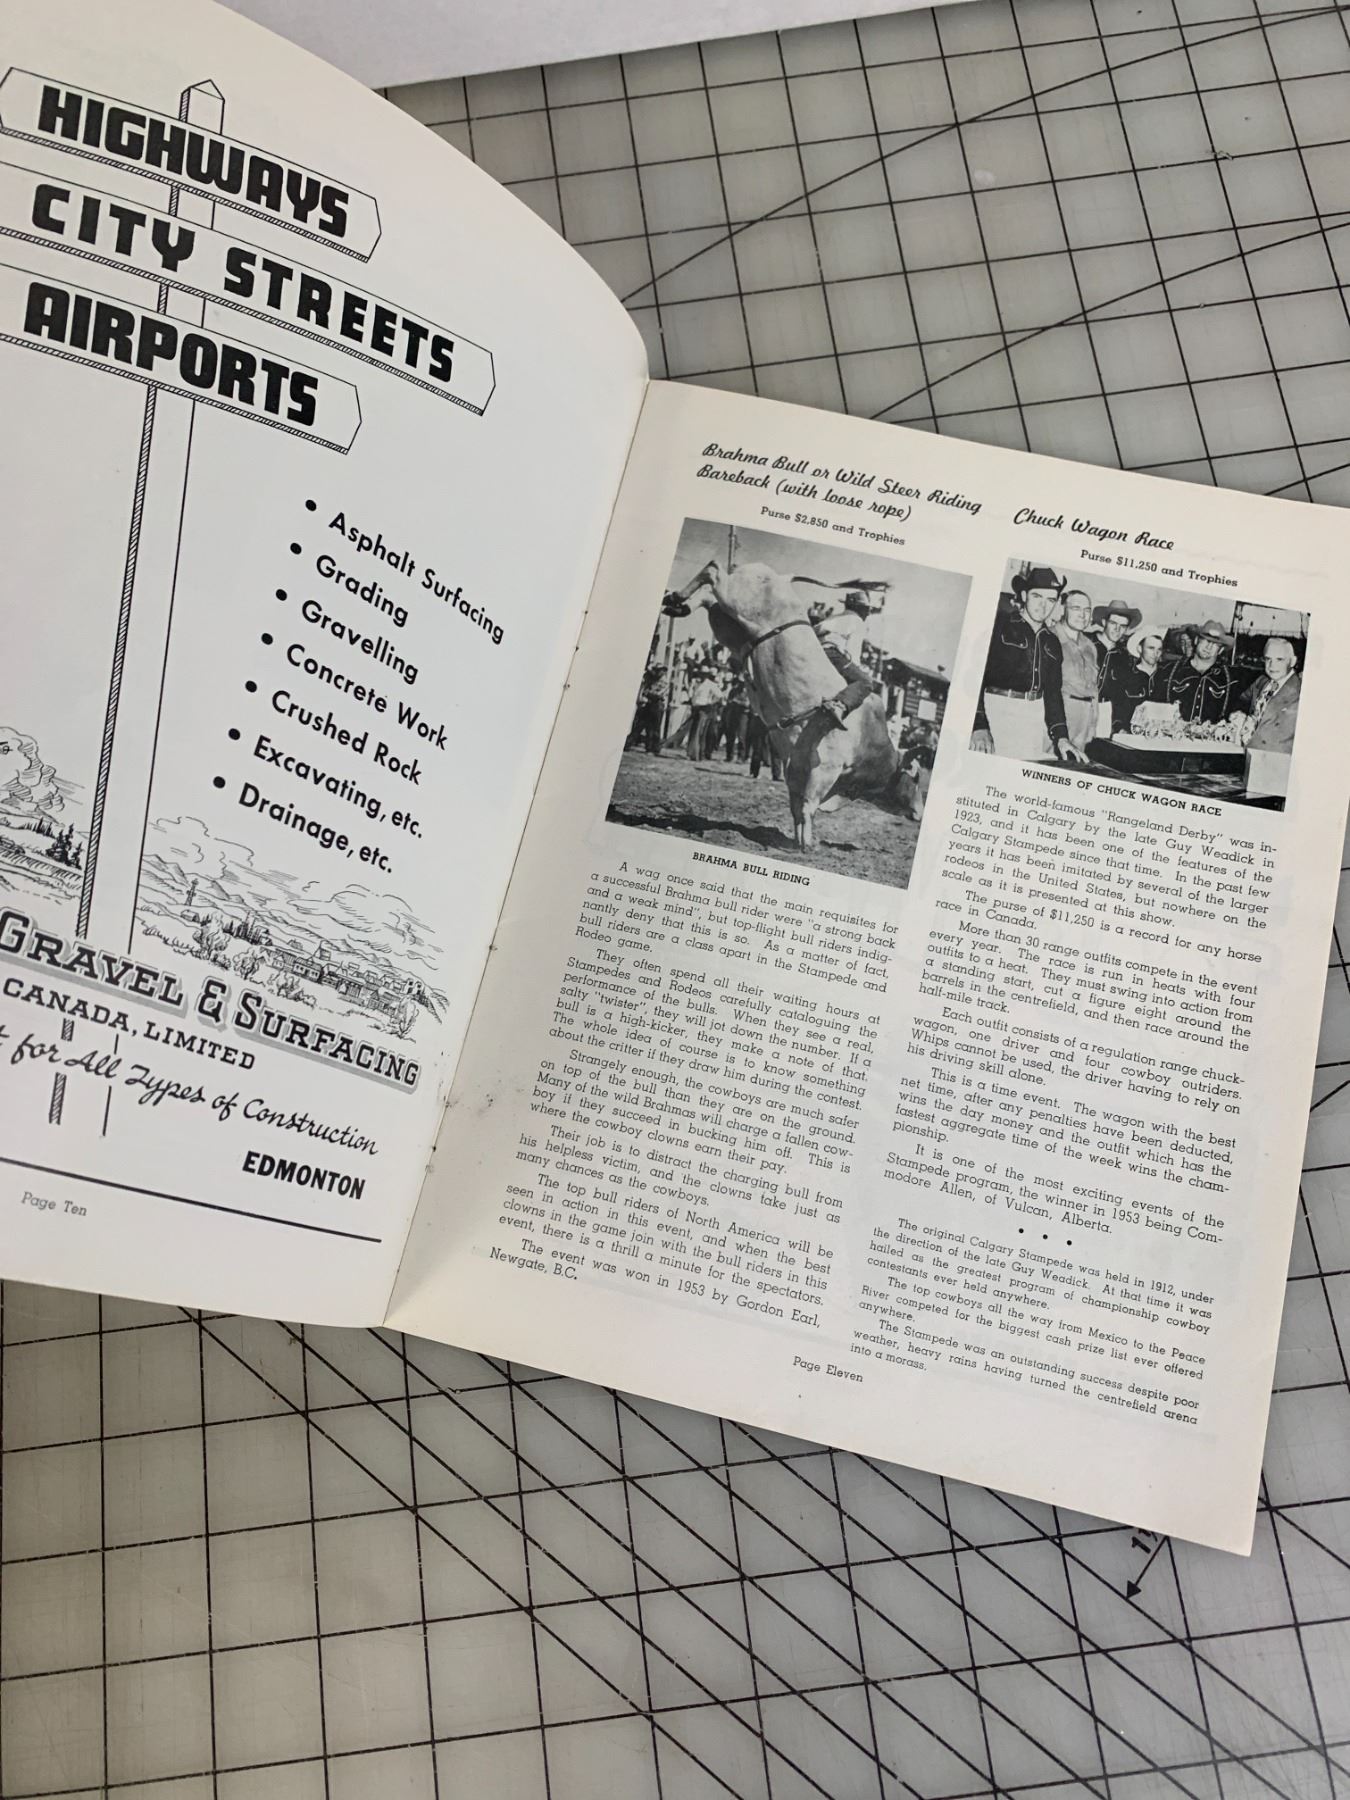 HIGHWAYS
CITY STREETS
AIRPORTS
• Asphalt Surfacing
• Grading
• Gravelling
• Concrete Work
• Crushed Rock
• Excavating, etc.
• Drainage, etc.
GRAVEL & SURFACING
CANADA, LIMITED
for All Types of Construction
EDMONTON
Page Ten
Brahma Bull or Wild Steer Riding
Bareback (with loose rope)
Purse $2,850 and Trophies
BRAHMA BULL RIDING
A wag once said that the main requisites for
a successful Brahma bull rider were "a strong back
and a weak mind", but top-flight bull riders indig-
nantly deny that this is so. As a matter of fact,
bull riders are a class apart in the Stampede and
Rodeo game.
They often spend all their waiting hours at
Stampedes and Rodeos carefully cataloguing the
performance of the bulls. When they see a real,
salty "twister", they will jot down the number. If a
bull is a high-kicker, they make a note of that.
The whole idea of course is to know something
about the critter if they draw him during the contest.
Strangely enough, the cowboys are much safer
on top of the bull than they are on the ground.
Many of the wild Brahmas will charge a fallen cow-
boy if they succeed in bucking him off. This is
where the cowboy clowns earn their pay.
Their job is to distract the charging bull from
his helpless victim, and the clowns take just as
many chances as the cowboys.
The top bull riders of North America will be
seen in action in this event, and when the best
clowns in the game join with the bull riders in this
event, there is a thrill a minute for the spectators.
The event was won in 1953 by Gordon Earl,
Newgate, B.C.
Chuck Wagon Race
Purse $11,250 and Trophies
WINNERS OF CHUCK WAGON RACE
The world-famous "Rangeland Derby" was in-
stituted in Calgary by the late Guy Weadick in
1923, and it has been one of the features of the
Calgary Stampede since that time. In the past few
years it has been imitated by several of the larger
rodeos in the United States, but nowhere on the
scale as it is presented at this show.
The purse of $11,250 is a record for any horse
race in Canada.
More than 30 range outfits compete in the event
every year. The race is run in heats with four
outfits to a heat. They must swing into action from
a standing start, cut a figure eight around the
barrels in the centrefield, and then race around the
half-mile track.
Each outfit consists of a regulation range chuck-
wagon, one driver and four cowboy outriders.
Whips cannot be used, the driver having to rely on
his driving skill alone.
This is a time event. The wagon with the best
net time, after any penalties have been deducted,
wins the day money and the outfit which has the
fastest aggregate time of the week wins the cham-
pionship.
It is one of the most exciting events of the
Stampede program, the winner in 1953 being Com-
modore Allen, of Vulcan, Alberta.
• • •
The original Calgary Stampede was held in 1912, under
the direction of the late Guy Weadick. At that time it was
hailed as the greatest program of championship cowboy
contestants ever held anywhere.
The top cowboys all the way from Mexico to the Peace
River competed for the biggest cash prize list ever offered
anywhere.
The Stampede was an outstanding success despite poor
weather, heavy rains having turned the centrefield arena
into a morass.
Page Eleven